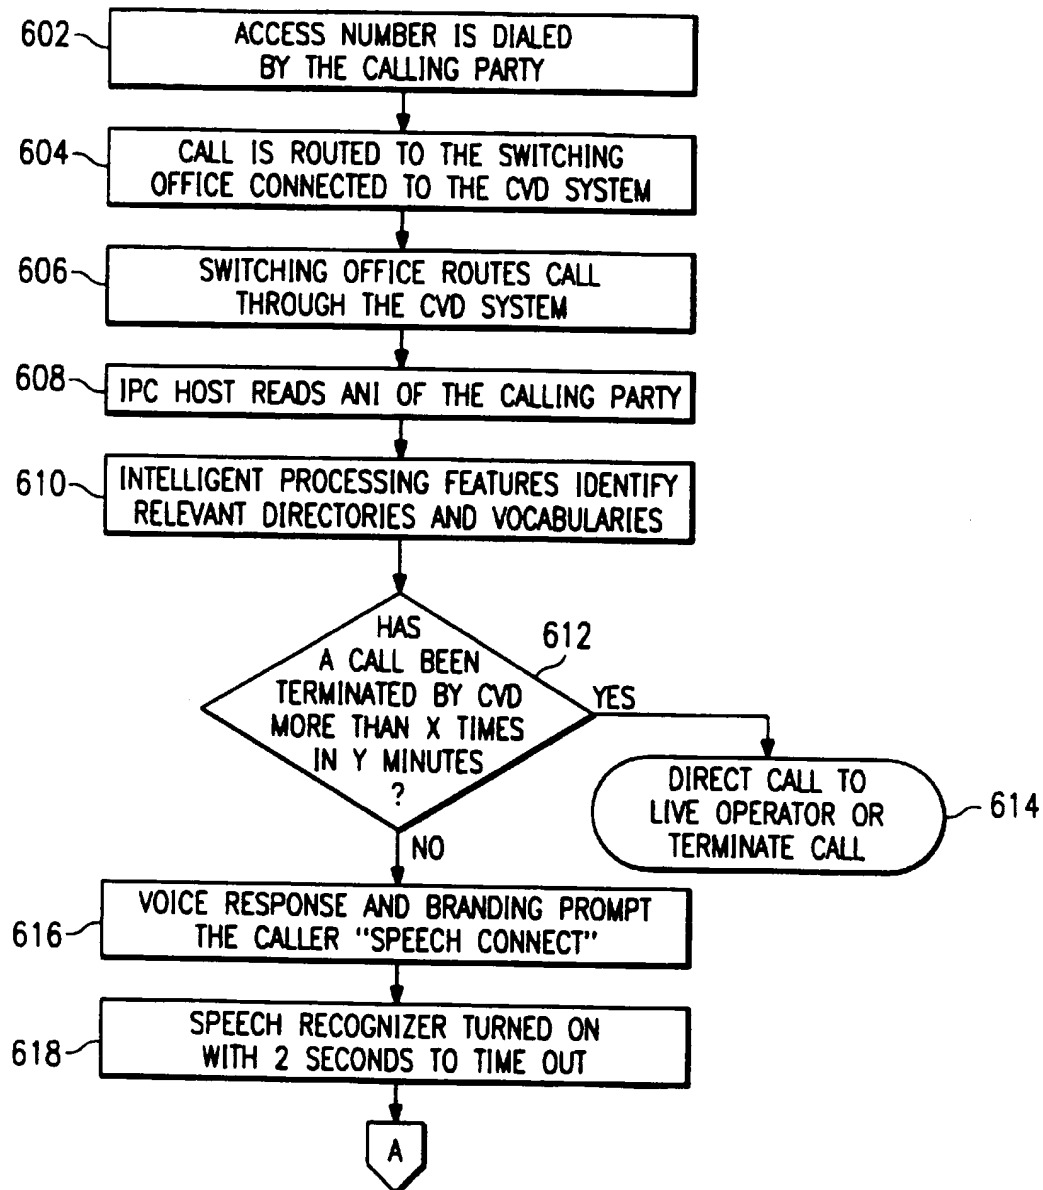 602
ACCESS NUMBER IS DIALED
BY THE CALLING PARTY
604
CALL IS ROUTED TO THE SWITCHING
OFFICE CONNECTED TO THE CVD SYSTEM
606
SWITCHING OFFICE ROUTES CALL
THROUGH THE CVD SYSTEM
608
IPC HOST READS ANI OF THE CALLING PARTY
610
INTELLIGENT PROCESSING FEATURES IDENTIFY
RELEVANT DIRECTORIES AND VOCABULARIES
HAS
A CALL BEEN
TERMINATED BY CVD
MORE THAN X TIMES
IN Y MINUTES
?
612
YES
DIRECT CALL TO
LIVE OPERATOR OR
TERMINATE CALL
614
NO
616
VOICE RESPONSE AND BRANDING PROMPT
THE CALLER "SPEECH CONNECT"
618
SPEECH RECOGNIZER TURNED ON
WITH 2 SECONDS TO TIME OUT
A